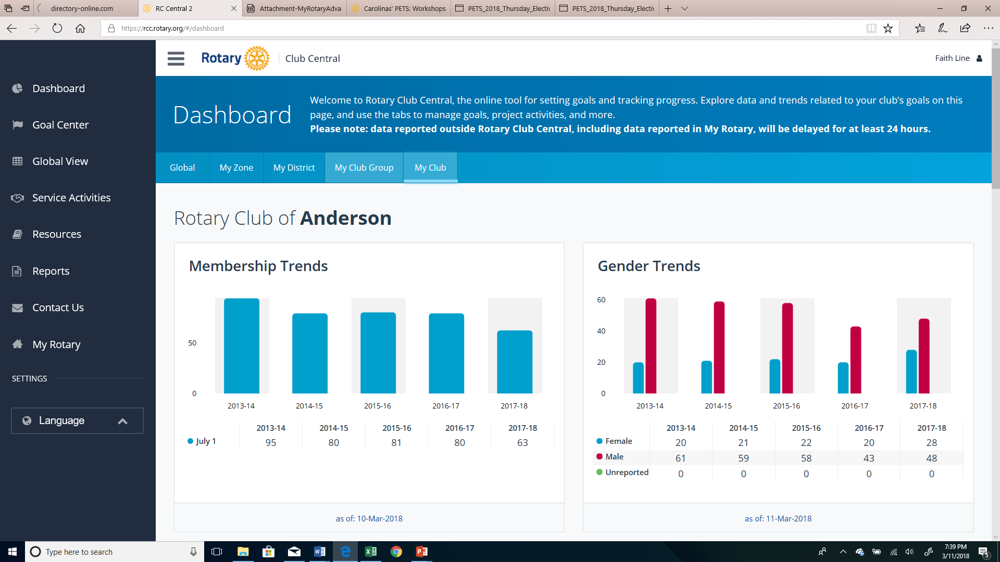 directory-online.com
RC Central 2
Attachment-MyRotaryAdva
Carolinas' PETS: Workshops
PETS_2018_Thursday_Electiv
PETS_2018_Thursday_Electiv
https://rcc.rotary.org/#/dashboard
Rotary
Club Central
Faith Line
Dashboard
Goal Center
Global View
Service Activities
Resources
Reports
Contact Us
My Rotary
SETTINGS
Language
Dashboard
Welcome to Rotary Club Central, the online tool for setting goals and tracking progress. Explore data and trends related to your club’s goals on this
page, and use the tabs to manage goals, project activities, and more.
Please note: data reported outside Rotary Club Central, including data reported in My Rotary, will be delayed for at least 24 hours.
Global My Zone My District My Club Group My Club
Rotary Club of Anderson
Membership Trends
50
0
2013-14 2014-15 2015-16 2016-17 2017-18
2013-14 2014-15 2015-16 2016-17 2017-18
July 1 95 80 81 80 63
as of: 10-Mar-2018
Gender Trends
60
40
20
0
2013-14 2014-15 2015-16 2016-17 2017-18
2013-14 2014-15 2015-16 2016-17 2017-18
Female 20 21 22 20 28
Male 61 59 58 43 48
Unreported 0 0 0 0 0
as of: 11-Mar-2018
Type here to search
7:39 PM
3/11/2018
5